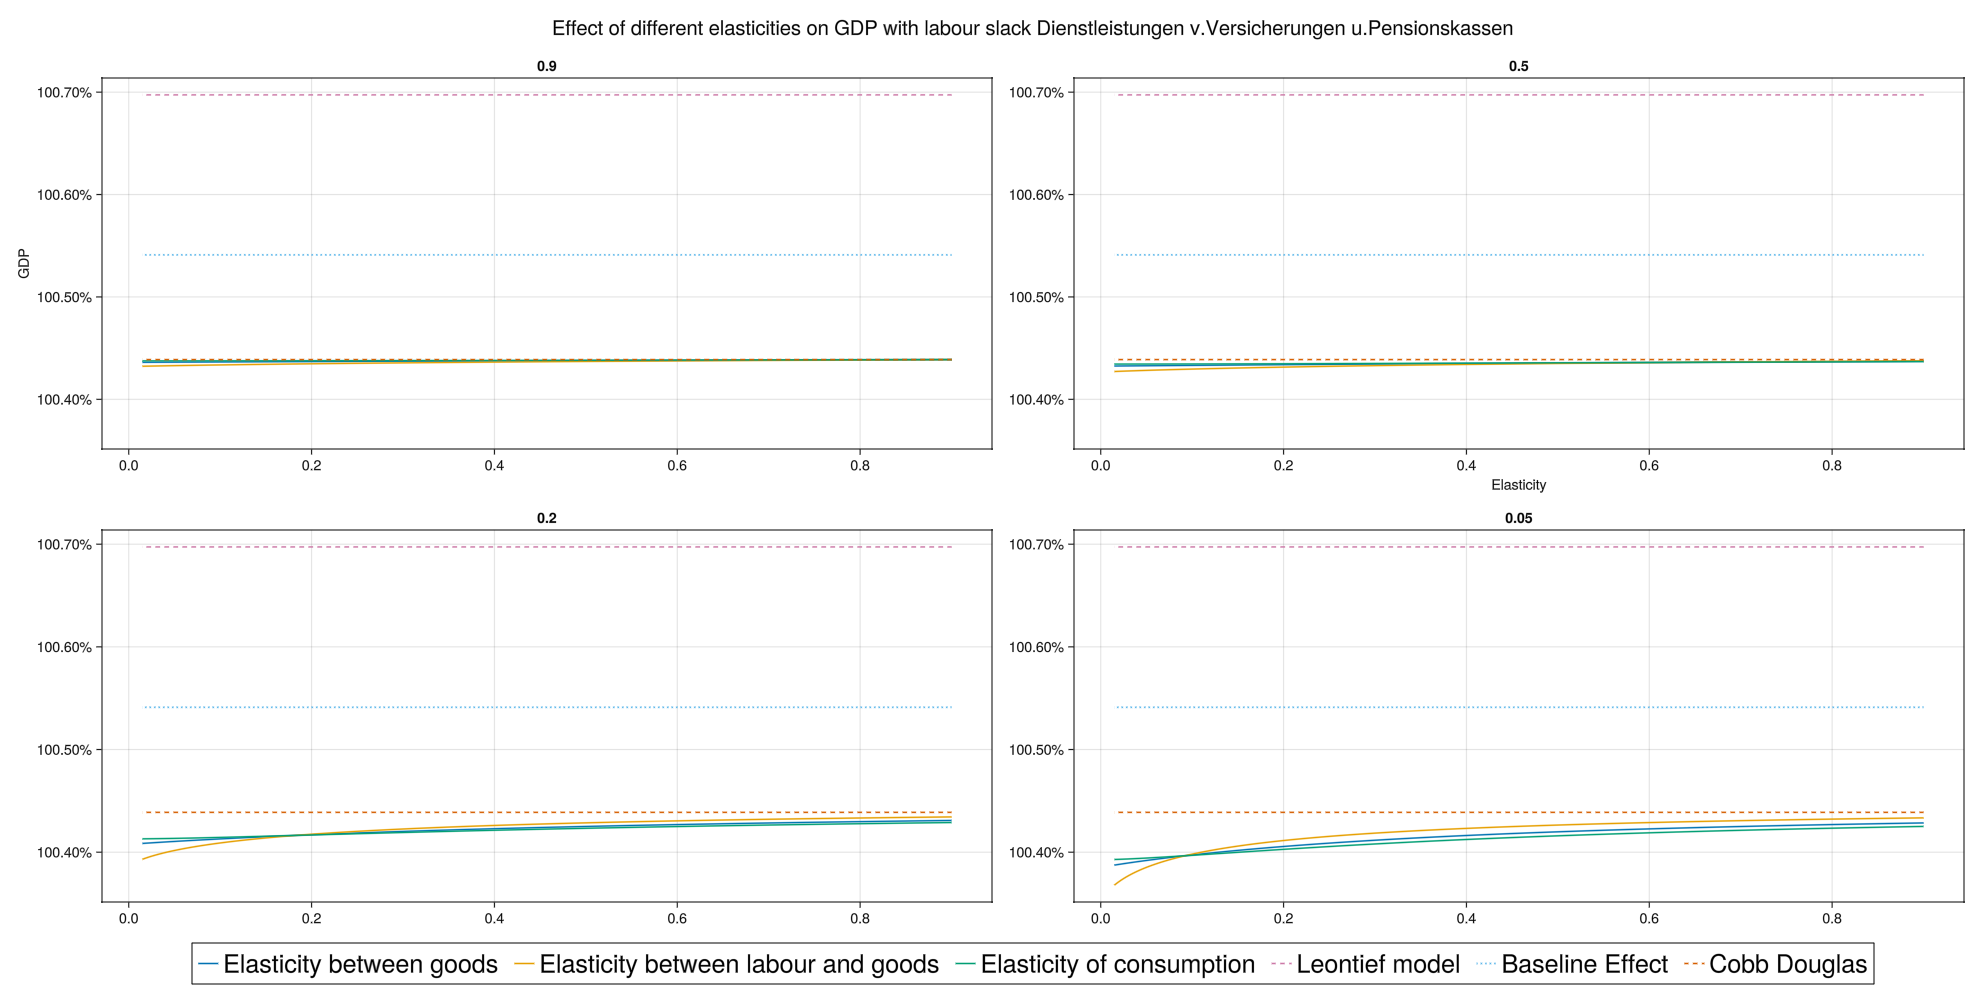 Effect of different elasticities on GDP with labour slack Dienstleistungen v.Versicherungen u.Pensionskassen
0.9
100.70%
100.60%
100.50%
100.40%
GDP
0.0 0.2 0.4 0.6 0.8
0.5
100.70%
100.60%
100.50%
100.40%
0.0 0.2 0.4 0.6 0.8
Elasticity
0.2
100.70%
100.60%
100.50%
100.40%
0.0 0.2 0.4 0.6 0.8
0.05
100.70%
100.60%
100.50%
100.40%
0.0 0.2 0.4 0.6 0.8
Elasticity between goods Elasticity between labour and goods Elasticity of consumption Leontief model Baseline Effect Cobb Douglas